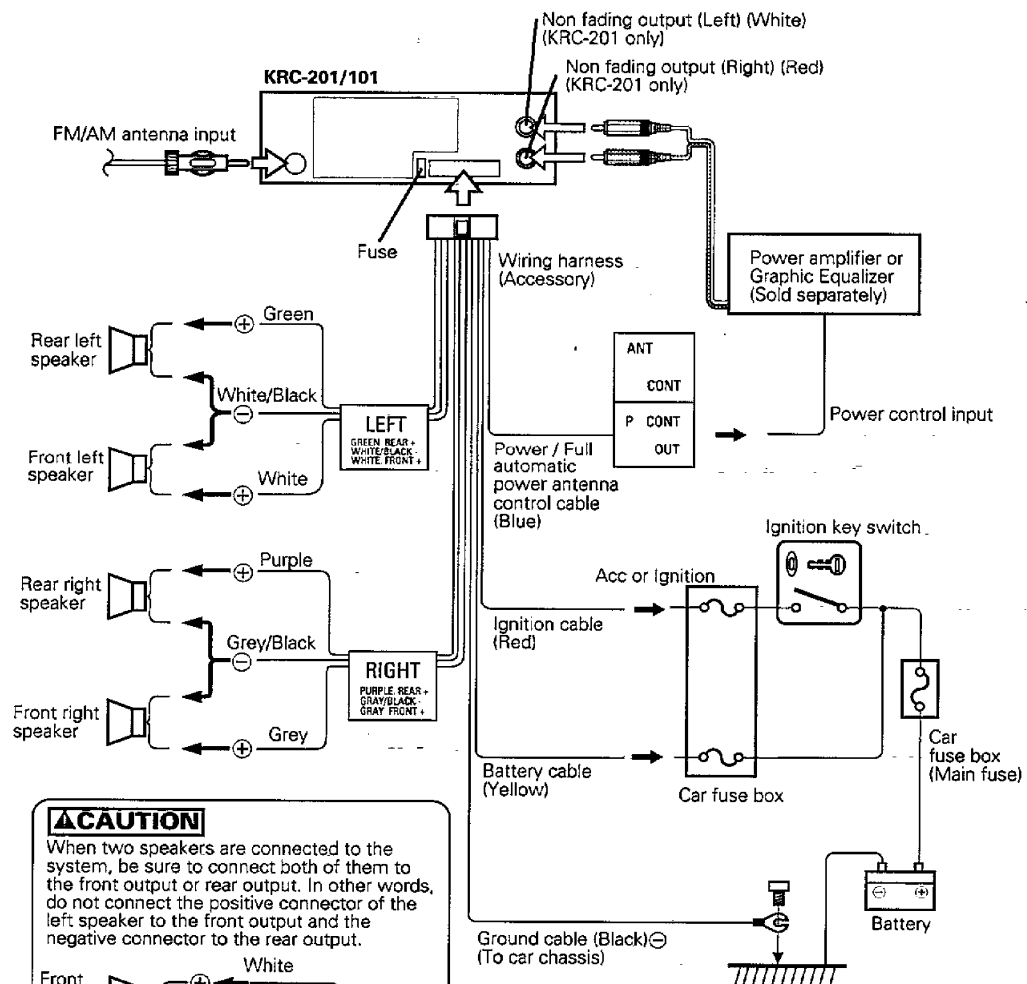 Non fading output (Left) (White)
(KRC-201 only)
Non fading output (Right) (Red)
(KRC-201 only)
KRC-201/101
FM/AM antenna input
Fuse
Wiring harness
(Accessory)
Power amplifier or
Graphic Equalizer
(Sold separately)
Green
Rear left
speaker
White/Black
LEFT
GREEN REAR +
WHITE/BLACK -
WHITE FRONT +
Front left
speaker
White
ANT
CONT
P CONT
OUT
Power control input
Power / Full
automatic
power antenna
control cable
(Blue)
Ignition key switch
Purple
Rear right
speaker
Acc or Ignition
Ignition cable
(Red)
Grey/Black
RIGHT
PURPLE REAR +
GRAY/BLACK -
GRAY FRONT +
Front right
speaker
Grey
Battery cable
(Yellow)
Car fuse box
Car
fuse box
(Main fuse)
CAUTION
When two speakers are connected to the
system, be sure to connect both of them to
the front output or rear output. In other words,
do not connect the positive connector of the
left speaker to the front output and the
negative connector to the rear output.
Ground cable (Black)⊖
(To car chassis)
Battery
White
Front